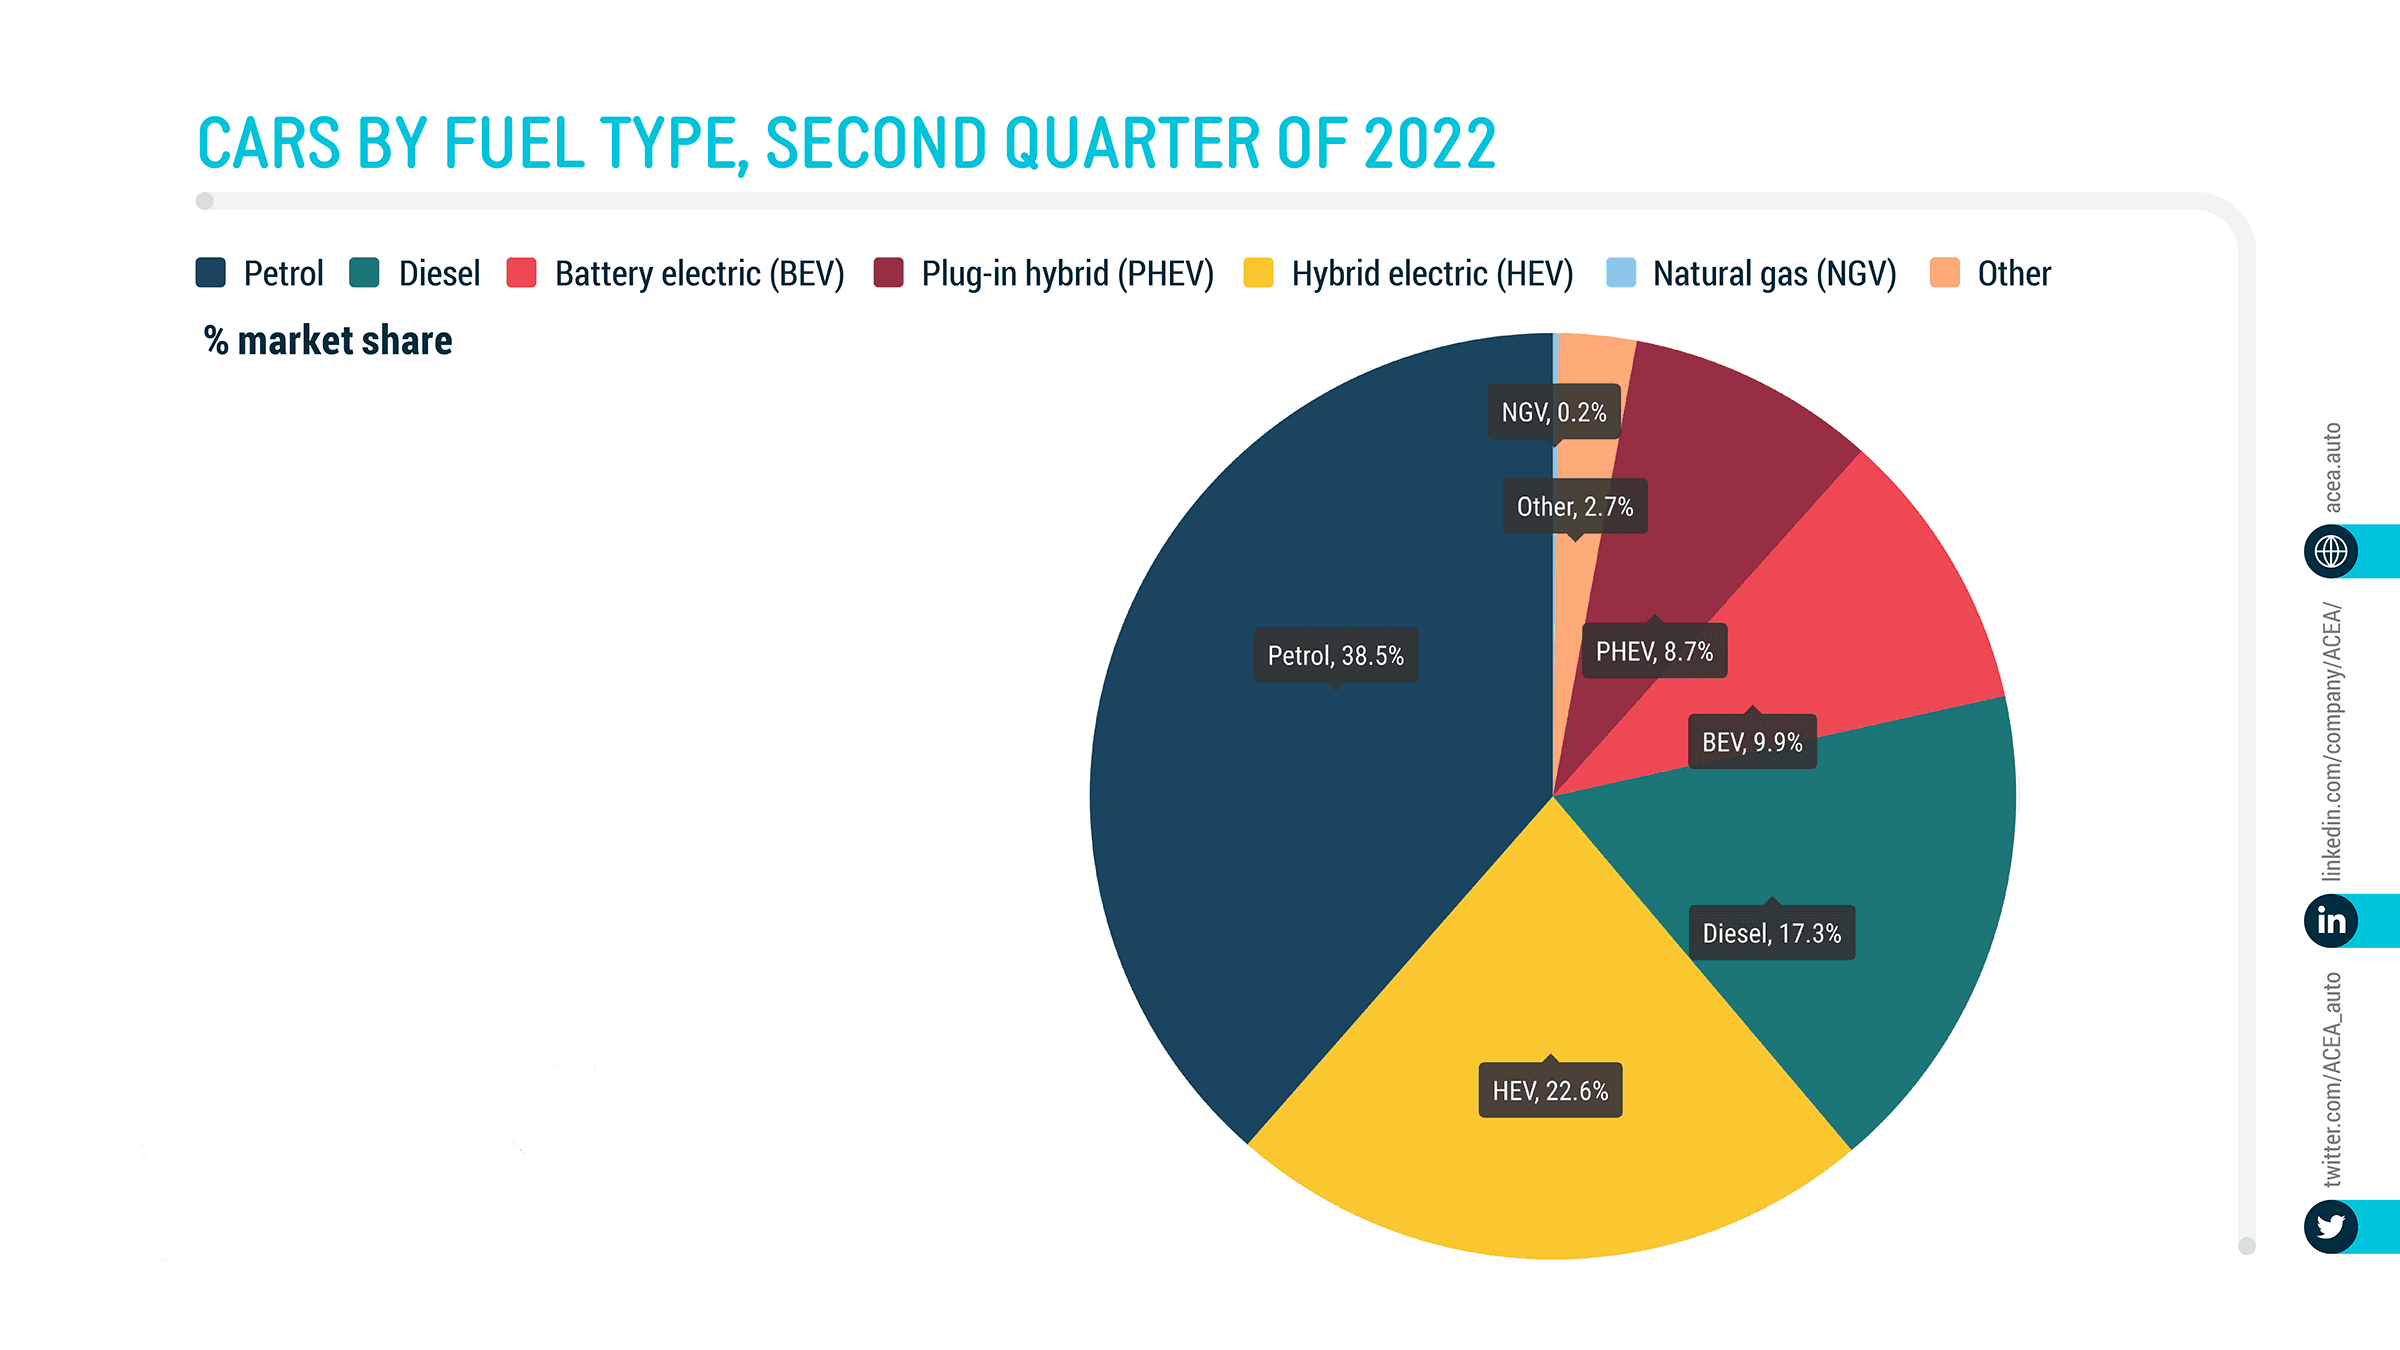 CARS BY FUEL TYPE, SECOND QUARTER OF 2022
Petrol Diesel Battery electric (BEV) Plug-in hybrid (PHEV) Hybrid electric (HEV) Natural gas (NGV) Other
% market share
NGV, 0.2%
Other, 2.7%
Petrol, 38.5%
PHEV, 8.7%
BEV, 9.9%
Diesel, 17.3%
HEV, 22.6%
acea.auto
linkedin.com/company/ACEA/
in
twitter.com/ACEA_auto